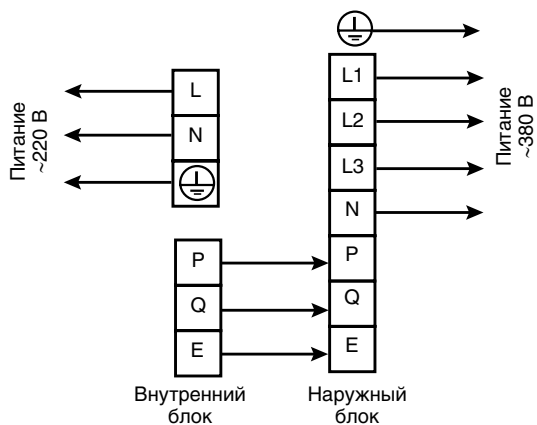 Питание
~220 В
L
N
P
Q
E
Внутренний
блок
L1
L2
L3
N
P
Q
E
Наружный
блок
Питание
~380 В